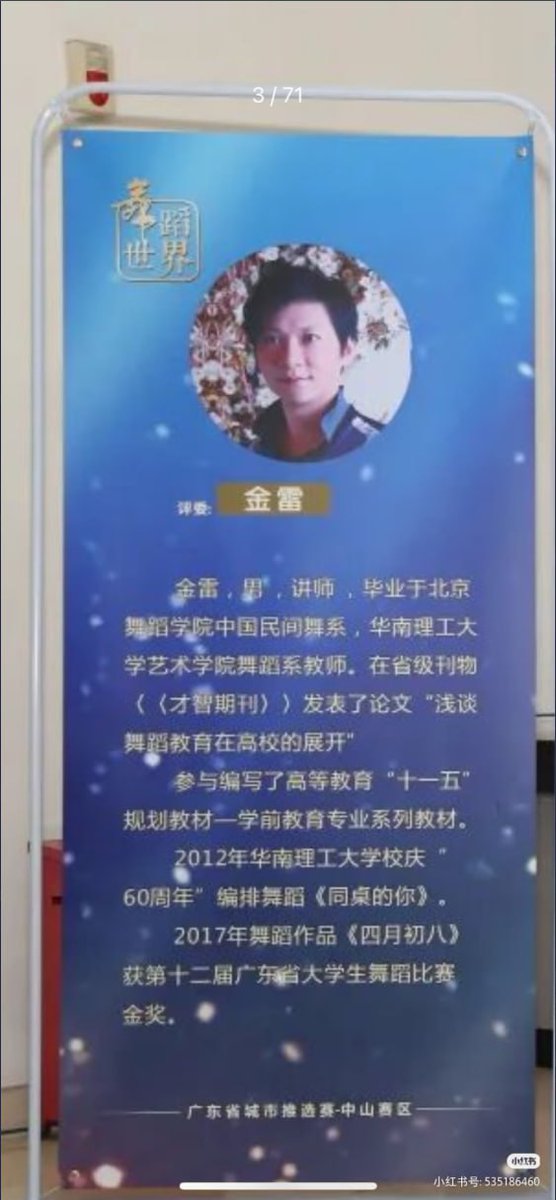 3 / 71
舞蹈
世界
评委:
金雷
金雷，男，讲师，毕业于北京
舞蹈学院中国民间舞系，华南理工大
学艺术学院舞蹈系教师。在省级刊物
（〈才智期刊〉）发表了论文“浅谈
舞蹈教育在高校的展开”
参与编写了高等教育“十一五”
规划教材—学前教育专业系列教材。
2012年华南理工大学校庆“
60周年”编排舞蹈《同桌的你》。
2017年舞蹈作品《四月初八》
获第十二届广东省大学生舞蹈比赛
金奖。
广东省城市推选赛-中山赛区
小红书
小红书号: 535186460